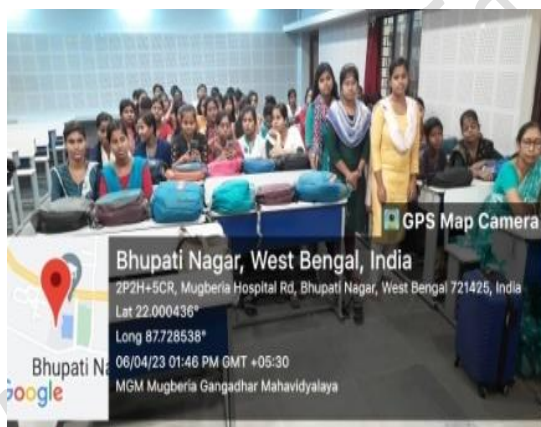 GPS Map Camera
Bhupati Nagar, West Bengal, India
2P2H+5CR, Mugberia Hospital Rd, Bhupati Nagar, West Bengal 721425, India
Lat 22.000436°
Long 87.728538°
06/04/23 01:46 PM GMT +05:30
MGM Mugberia Gangadhar Mahavidyalaya
Bhupati Na
Google